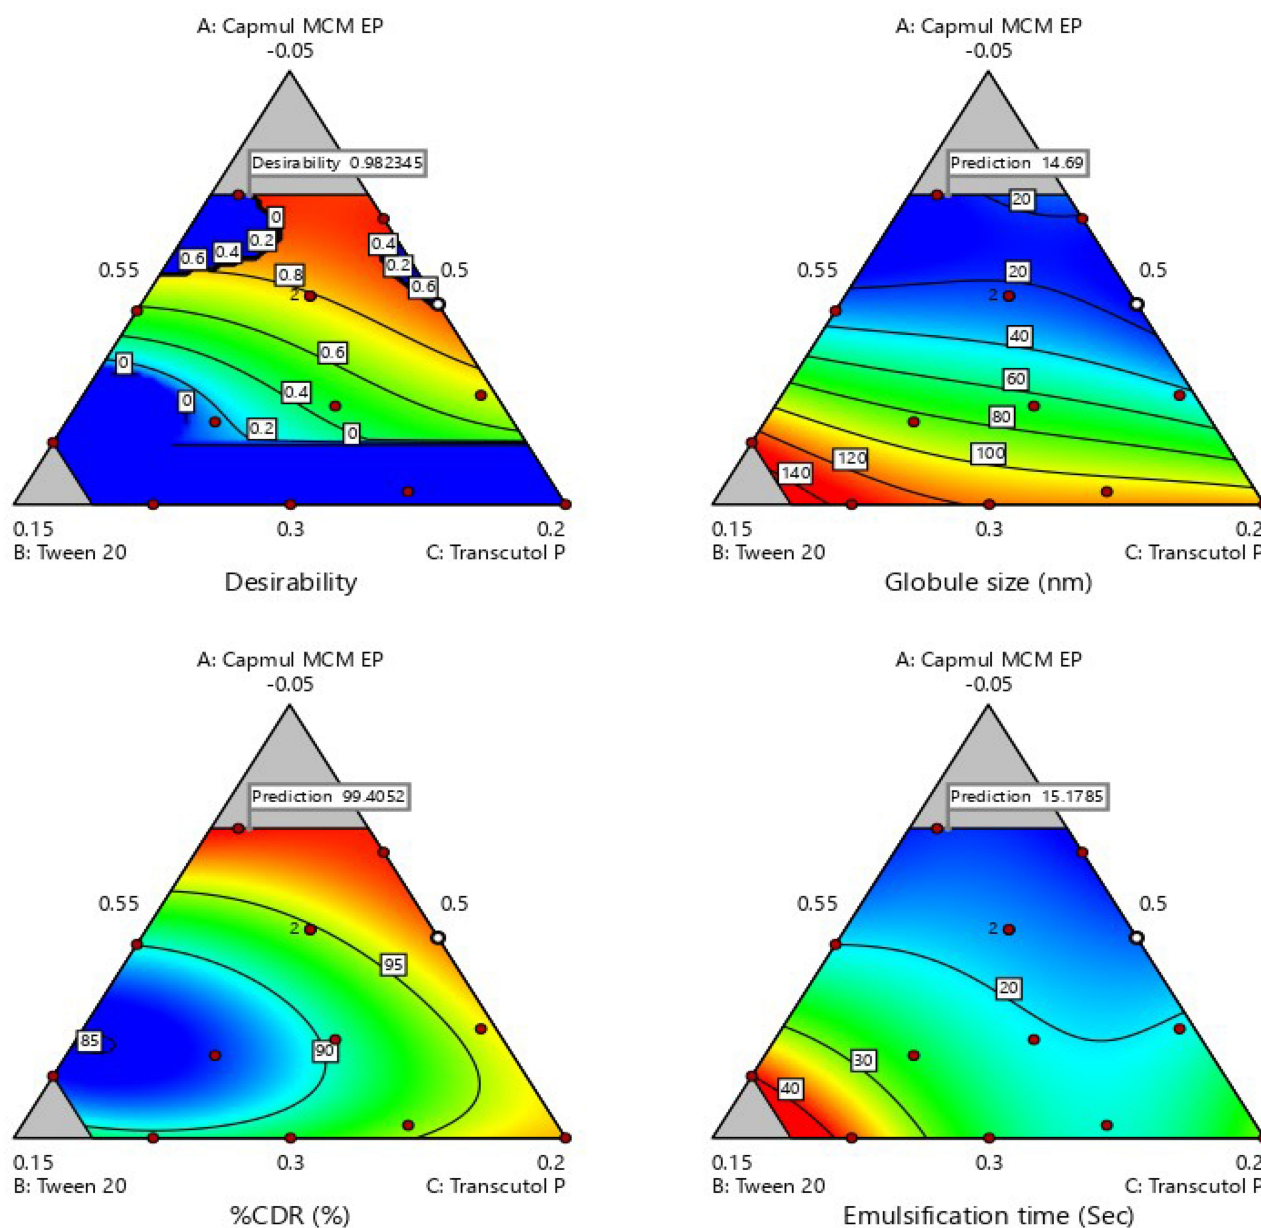 A: Capmul MCM EP
-0.05
Desirability 0.982345
0
0.2
0.4
0.6
0.4
0.2
0.6
0.55
0.5
0.8
2
0.6
0
0.4
0
0.2
0
0.15
0.3
0.2
B: Tween 20
C: Transcutol P
Desirability
A: Capmul MCM EP
-0.05
Prediction 14.69
20
0.55
0.5
20
2
40
60
80
100
120
140
0.15
0.3
0.2
B: Tween 20
C: Transcutol P
Globule size (nm)
A: Capmul MCM EP
-0.05
Prediction 99.4052
0.55
0.5
2
95
85
90
0.15
0.3
0.2
B: Tween 20
C: Transcutol P
%CDR (%)
A: Capmul MCM EP
-0.05
Prediction 15.1785
0.55
0.5
2
20
30
40
0.15
0.3
0.2
B: Tween 20
C: Transcutol P
Emulsification time (Sec)